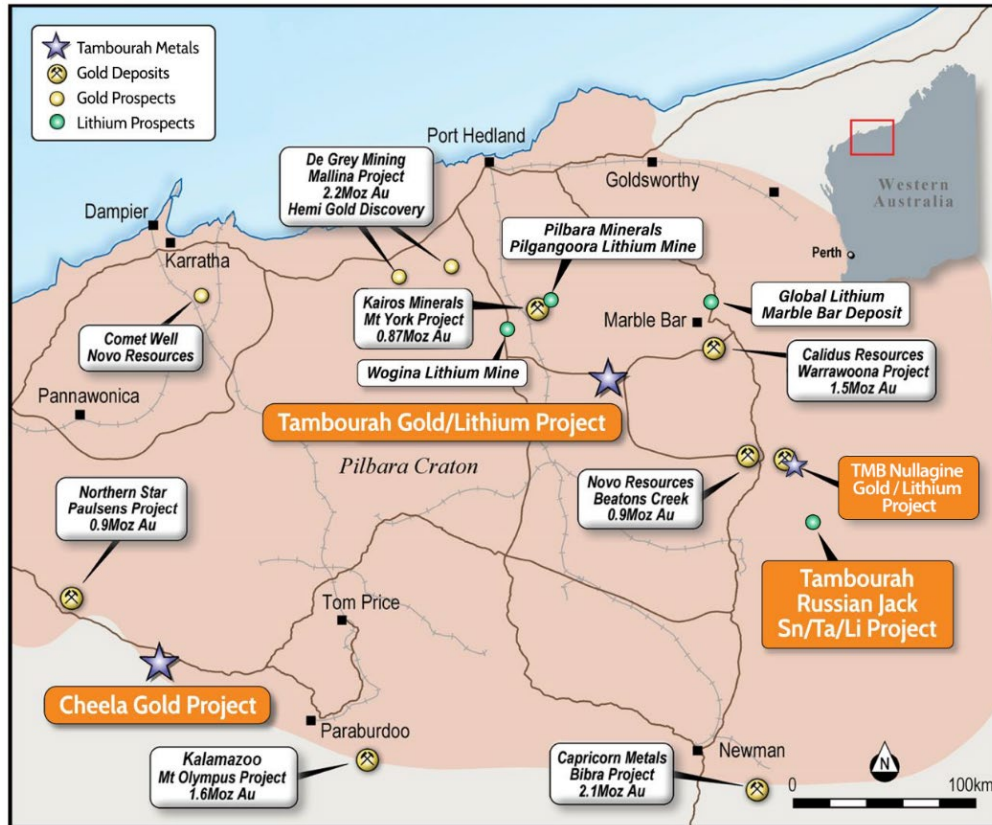 Tambourah Metals
Gold Deposits
Gold Prospects
Lithium Prospects
Western
Australia
Perth
Port Hedland
Goldsworthy
De Grey Mining
Mallina Project
2.2Moz Au
Hemi Gold Discovery
Dampier
Karratha
Pilbara Minerals
Pilgangoora Lithium Mine
Kairos Minerals
Mt York Project
0.87Moz Au
Marble Bar
Global Lithium
Marble Bar Deposit
Comet Well
Novo Resources
Wogina Lithium Mine
Calidus Resources
Warrawoona Project
1.5Moz Au
Pannawonica
Tambourah Gold/Lithium Project
Pilbara Craton
Northern Star
Paulsens Project
0.9Moz Au
Novo Resources
Beatons Creek
0.9Moz Au
TMB Nullagine
Gold / Lithium
Project
Tambourah
Russian Jack
Sn/Ta/Li Project
Tom Price
Cheela Gold Project
Paraburdoo
Kalamazoo
Mt Olympus Project
1.6Moz Au
Capricorn Metals
Bibra Project
2.1Moz Au
Newman
N
0 100km